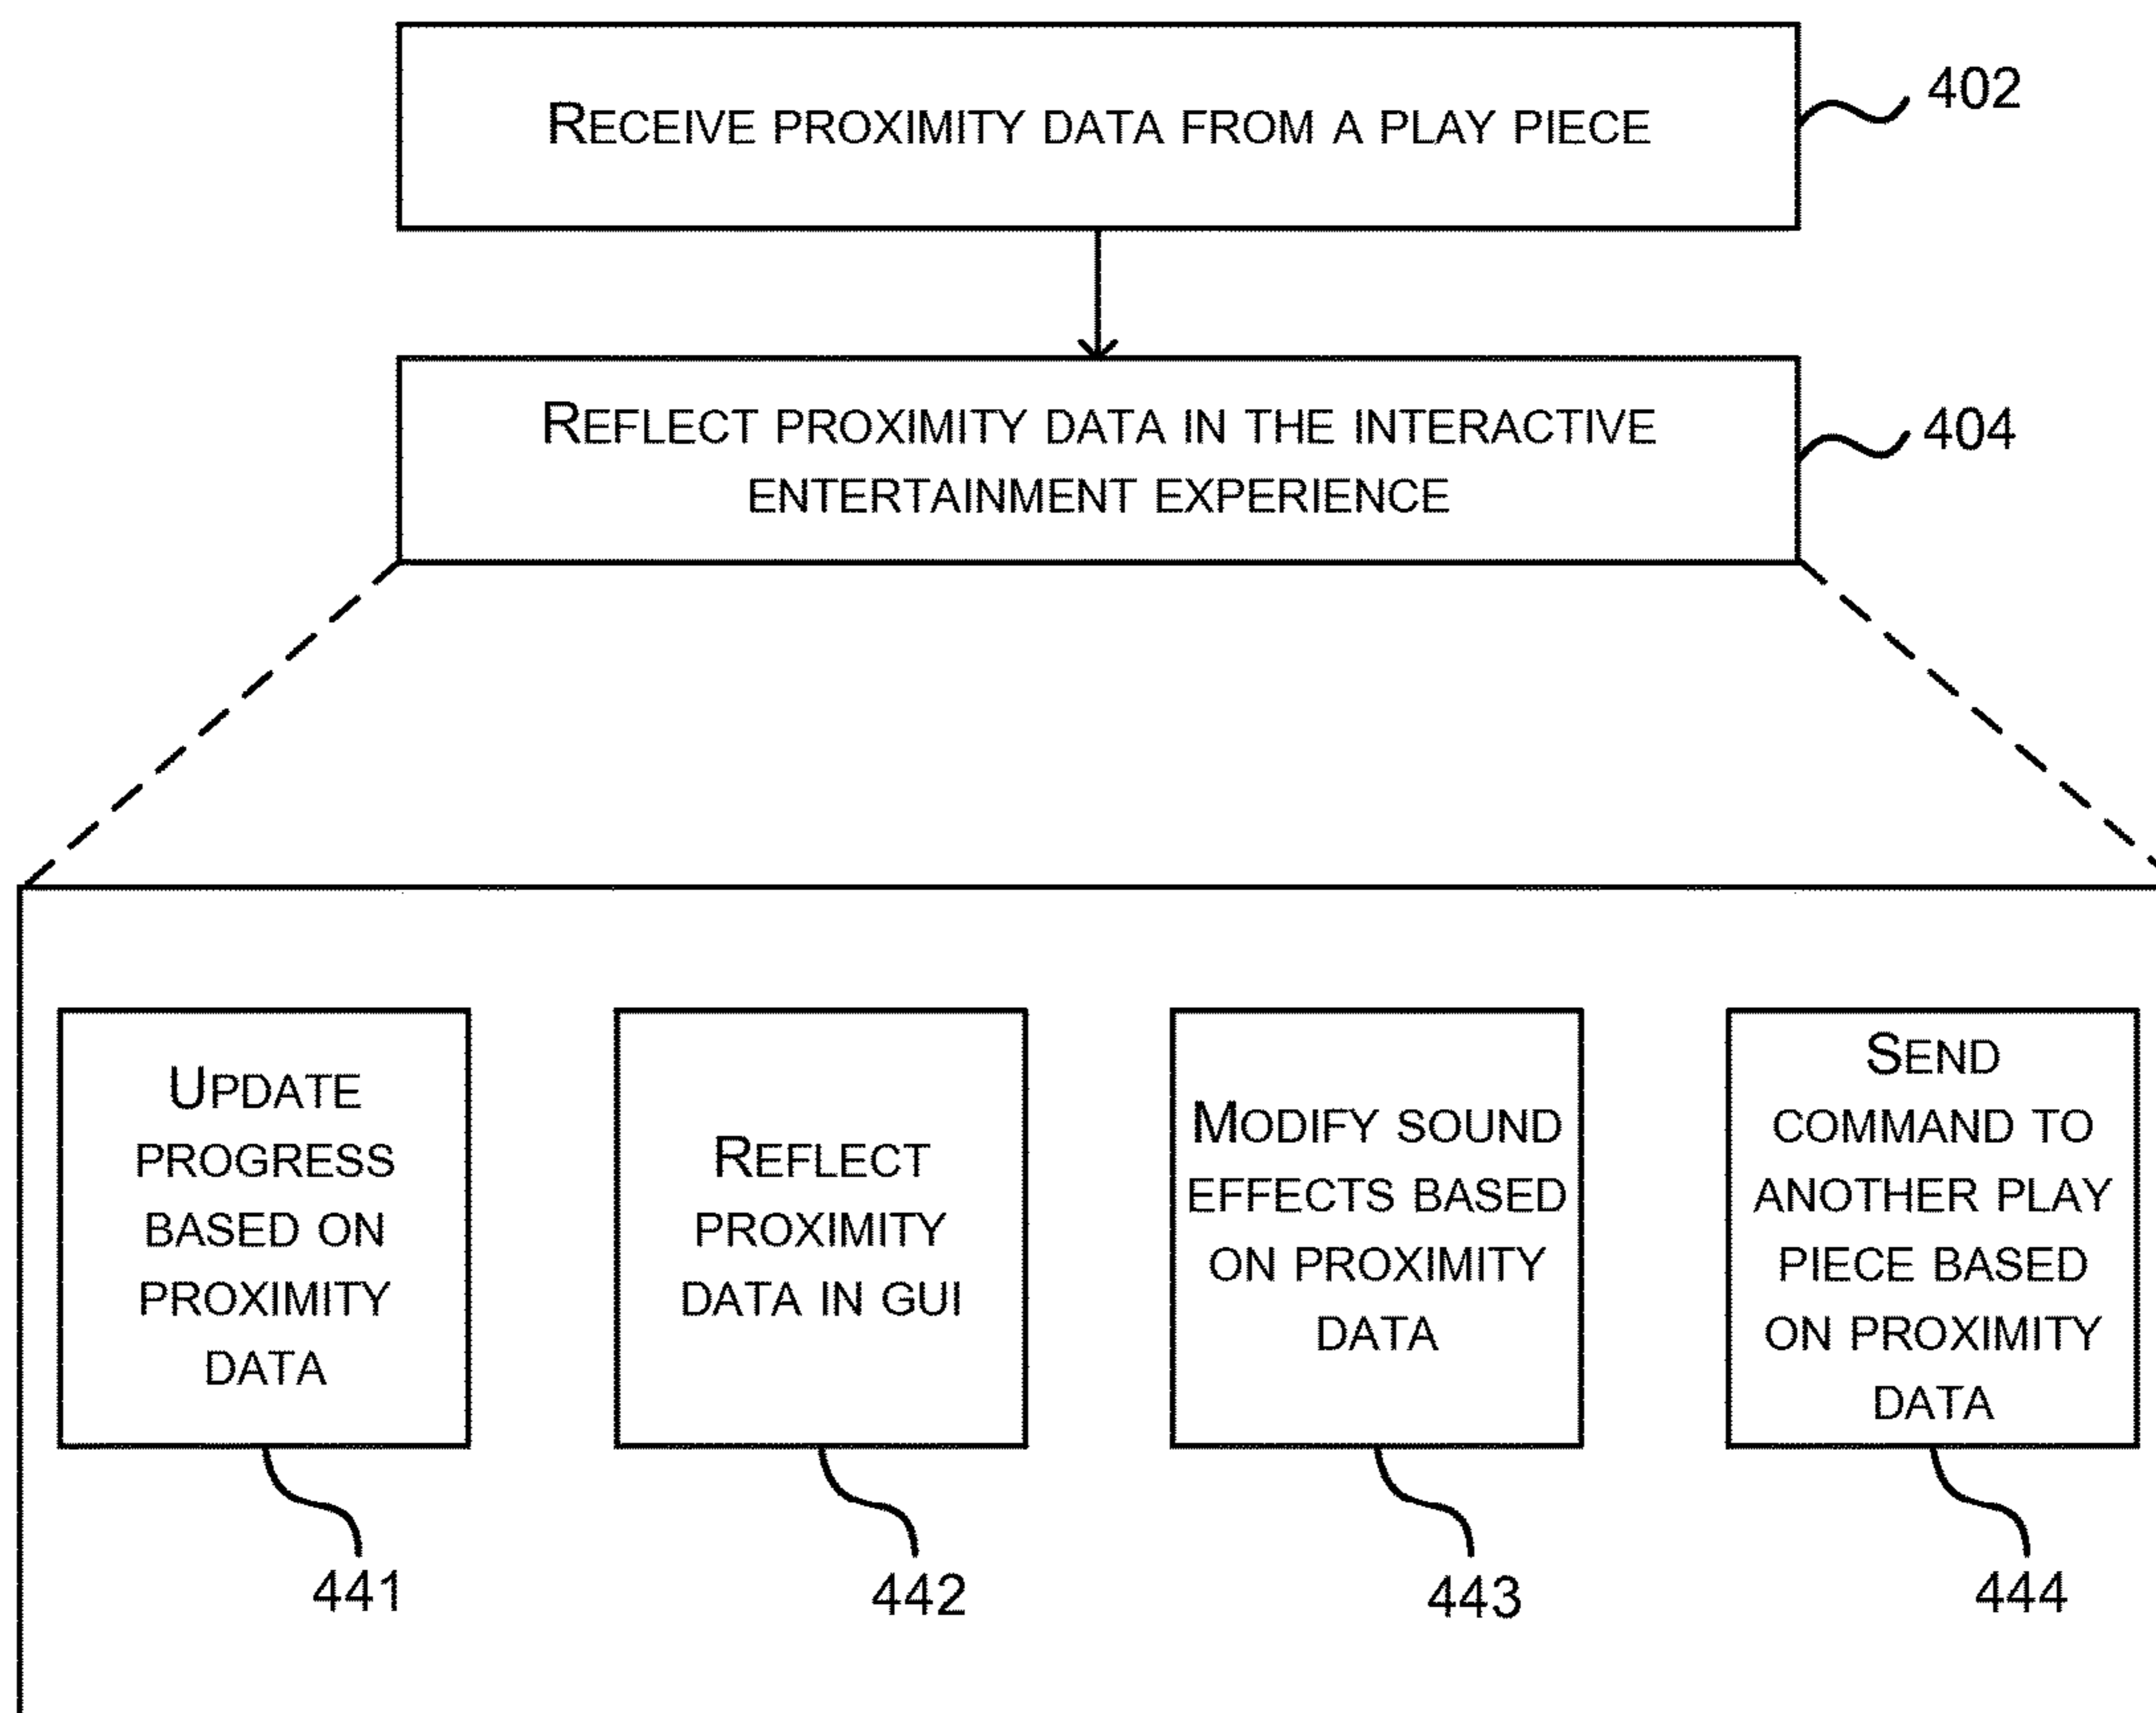 RECEIVE PROXIMITY DATA FROM A PLAY PIECE
402
REFLECT PROXIMITY DATA IN THE INTERACTIVE
ENTERTAINMENT EXPERIENCE
404
UPDATE
PROGRESS
BASED ON
PROXIMITY
DATA
441
REFLECT
PROXIMITY
DATA IN GUI
442
MODIFY SOUND
EFFECTS BASED
ON PROXIMITY
DATA
443
SEND
COMMAND TO
ANOTHER PLAY
PIECE BASED
ON PROXIMITY
DATA
444